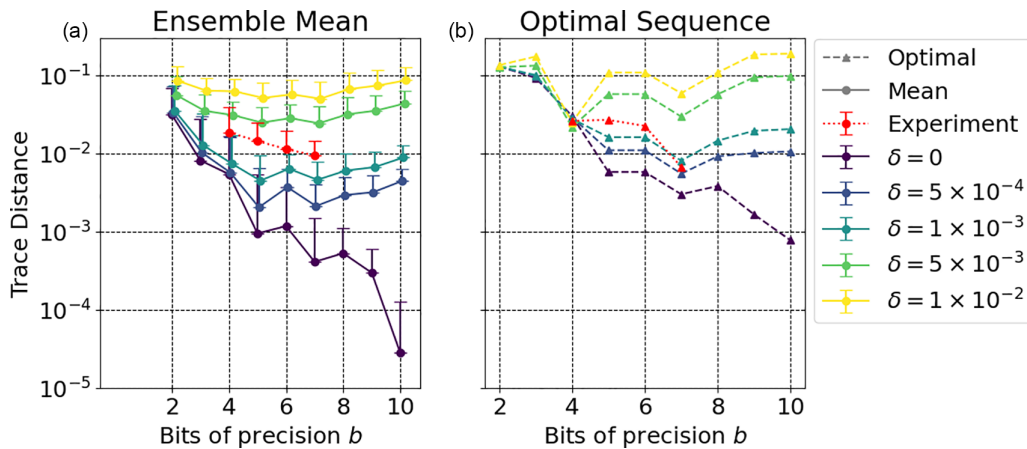 (a) Ensemble Mean
(b) Optimal Sequence
Trace Distance
10⁻¹
10⁻²
10⁻³
10⁻⁴
10⁻⁵
2 4 6 8 10
Bits of precision b
2 4 6 8 10
Bits of precision b
Optimal
Mean
Experiment
δ = 0
δ = 5 × 10⁻⁴
δ = 1 × 10⁻³
δ = 5 × 10⁻³
δ = 1 × 10⁻²